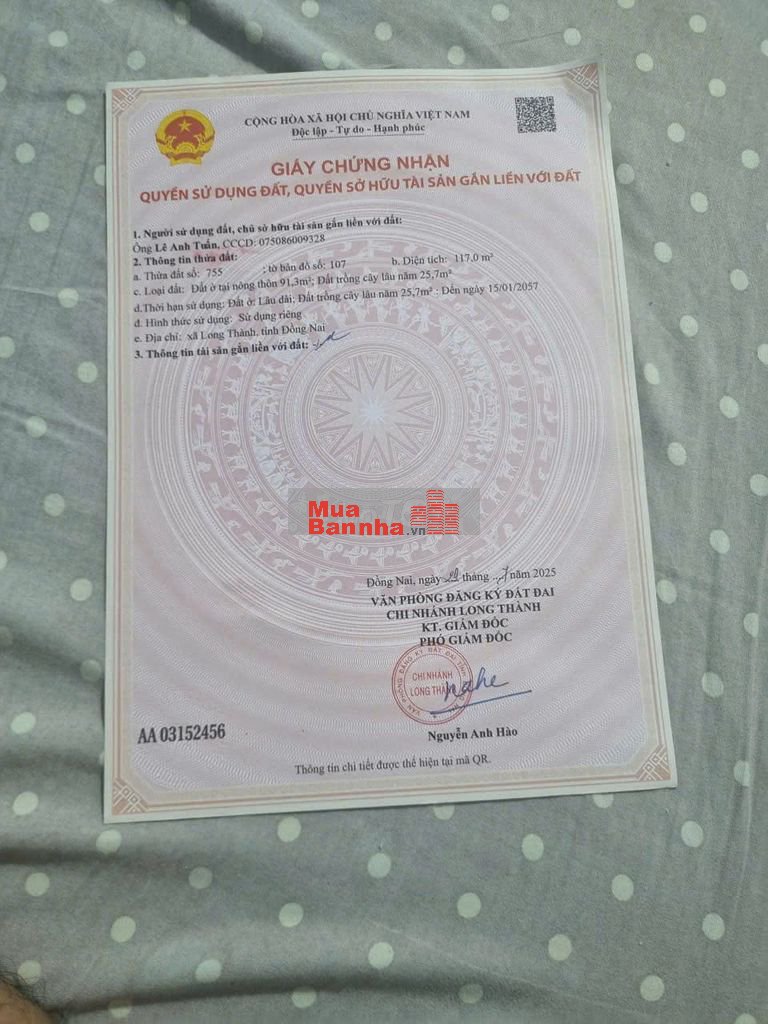 CỘNG HÒA XÃ HỘI CHỦ NGHĨA VIỆT NAM
Độc lập - Tự do - Hạnh phúc
GIẤY CHỨNG NHẬN
QUYỀN SỬ DỤNG ĐẤT, QUYỀN SỞ HỮU TÀI SẢN GẮN LIỀN VỚI ĐẤT
1. Người sử dụng đất, chủ sở hữu tài sản gắn liền với đất:
Ông Lê Anh Tuấn, CCCD: 075086009328
2. Thông tin thửa đất:
a. Thửa đất số: 755 ; tờ bản đồ số: 107 b. Diện tích: 117,0 m²
c. Loại đất: Đất ở tại nông thôn 91,3m²; Đất trồng cây lâu năm 25,7m²
d.Thời hạn sử dụng: Đất ở: Lâu dài; Đất trồng cây lâu năm 25,7m² : Đến ngày 15/01/2057
đ. Hình thức sử dụng: Sử dụng riêng
e. Địa chỉ: xã Long Thành, tỉnh Đồng Nai
3. Thông tin tài sản gắn liền với đất: -/-
Mua
Bannha.vn
Đồng Nai, ngày tháng năm 2025
VĂN PHÒNG ĐĂNG KÝ ĐẤT ĐAI
CHI NHÁNH LONG THÀNH
KT. GIÁM ĐỐC
PHÓ GIÁM ĐỐC
CHI NHÁNH
LONG THÀNH
AA 03152456
Nguyễn Anh Hào
Thông tin chi tiết được thể hiện tại mã QR.